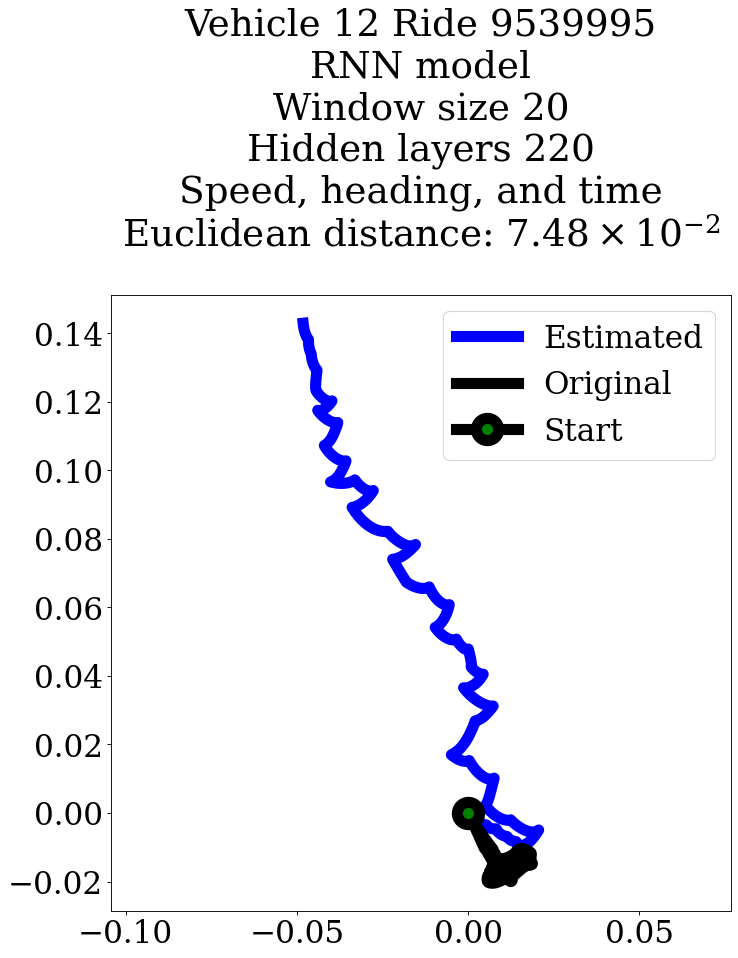 Vehicle 12 Ride 9539995
RNN model
Window size 20
Hidden layers 220
Speed, heading, and time
Euclidean distance: 7.48 × 10⁻²
Estimated
Original
Start
0.14
0.12
0.10
0.08
0.06
0.04
0.02
0.00
−0.02
−0.10 −0.05 0.00 0.05